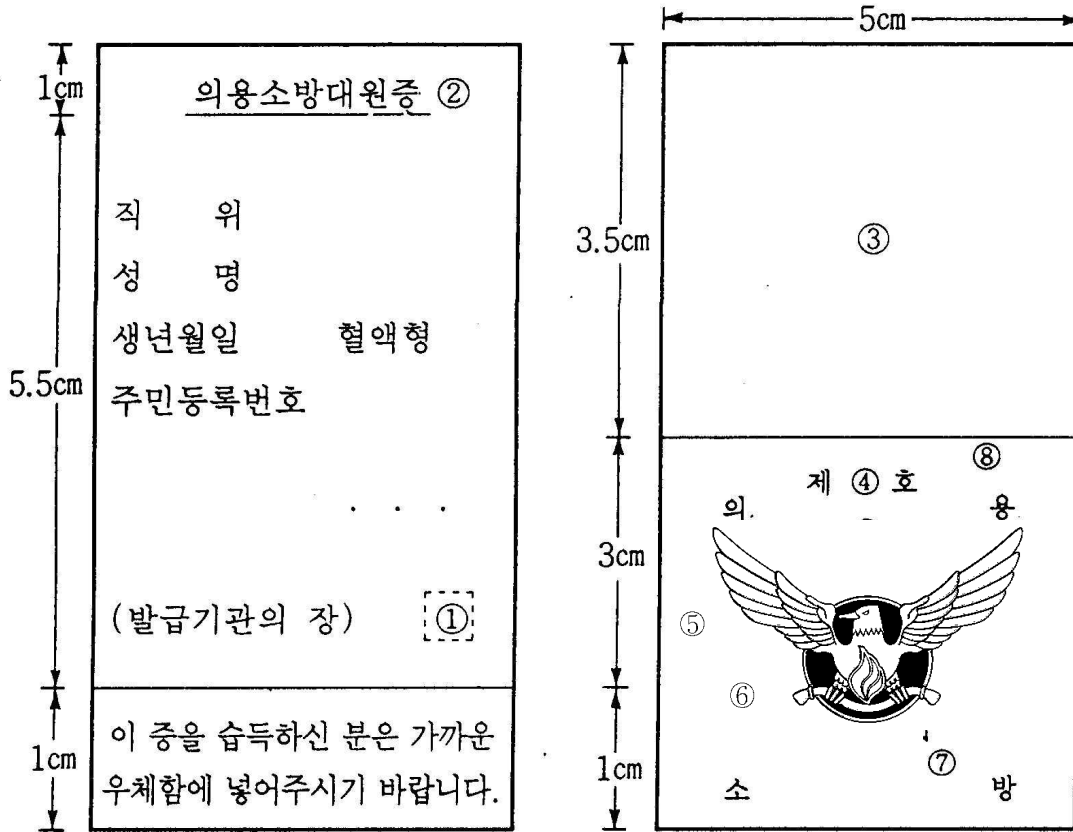 5cm
1cm
의용소방대원증 ②
5.5cm
직 위
성 명
생년월일 혈액형
주민등록번호
. . .
(발급기관의 장) ①
1cm
이 증을 습득하신 분은 가까운
우체함에 넣어주시기 바랍니다.
3.5cm
③
3cm
⑧
제 ④ 호
의 용
⑤
⑥
1cm
⑦
소 방